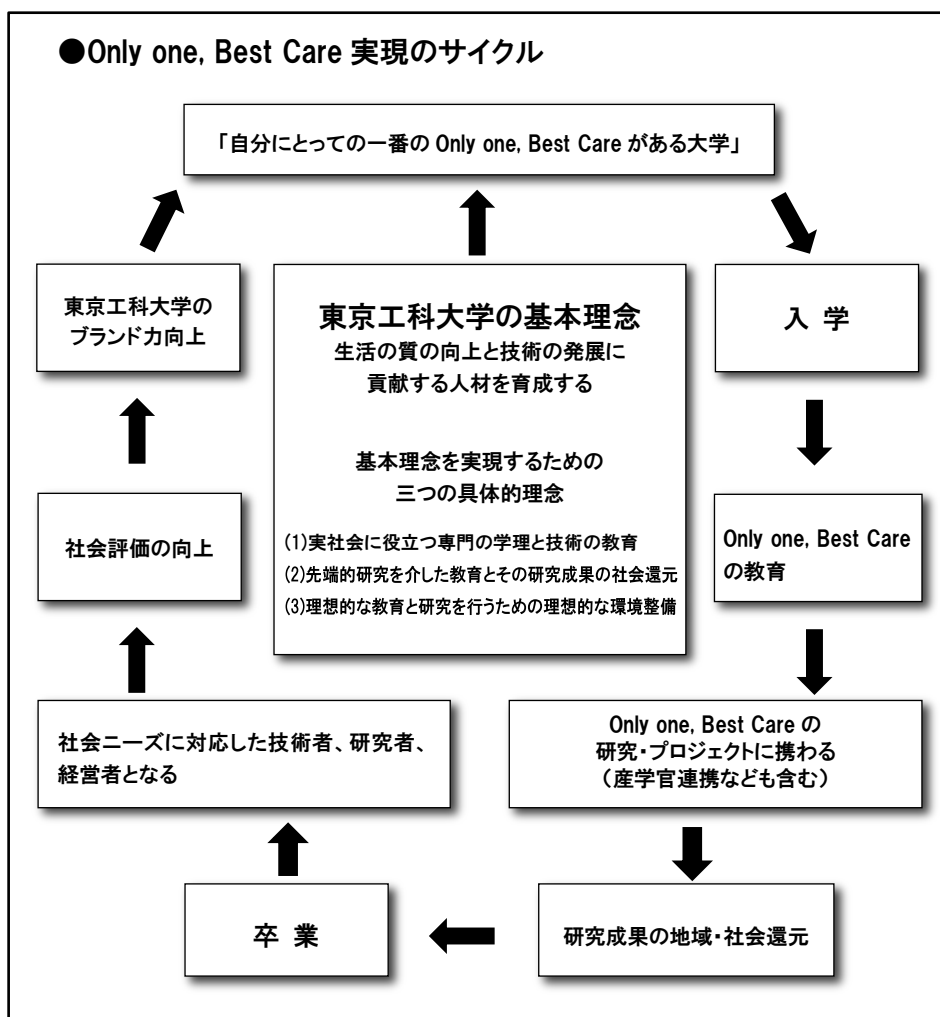 ●Only one, Best Care 実現のサイクル
「自分にとっての一番の Only one, Best Care がある大学」
東京工科大学の
ブランド力向上
東京工科大学の基本理念
生活の質の向上と技術の発展に
貢献する人材を育成する
基本理念を実現するための
三つの具体的理念
(1)実社会に役立つ専門の学理と技術の教育
(2)先端的研究を介した教育とその研究成果の社会還元
(3)理想的な教育と研究を行うための理想的な環境整備
入 学
社会評価の向上
Only one, Best Care
の教育
社会ニーズに対応した技術者、研究者、
経営者となる
Only one, Best Care の
研究・プロジェクトに携わる
（産学官連携なども含む）
卒 業
研究成果の地域・社会還元